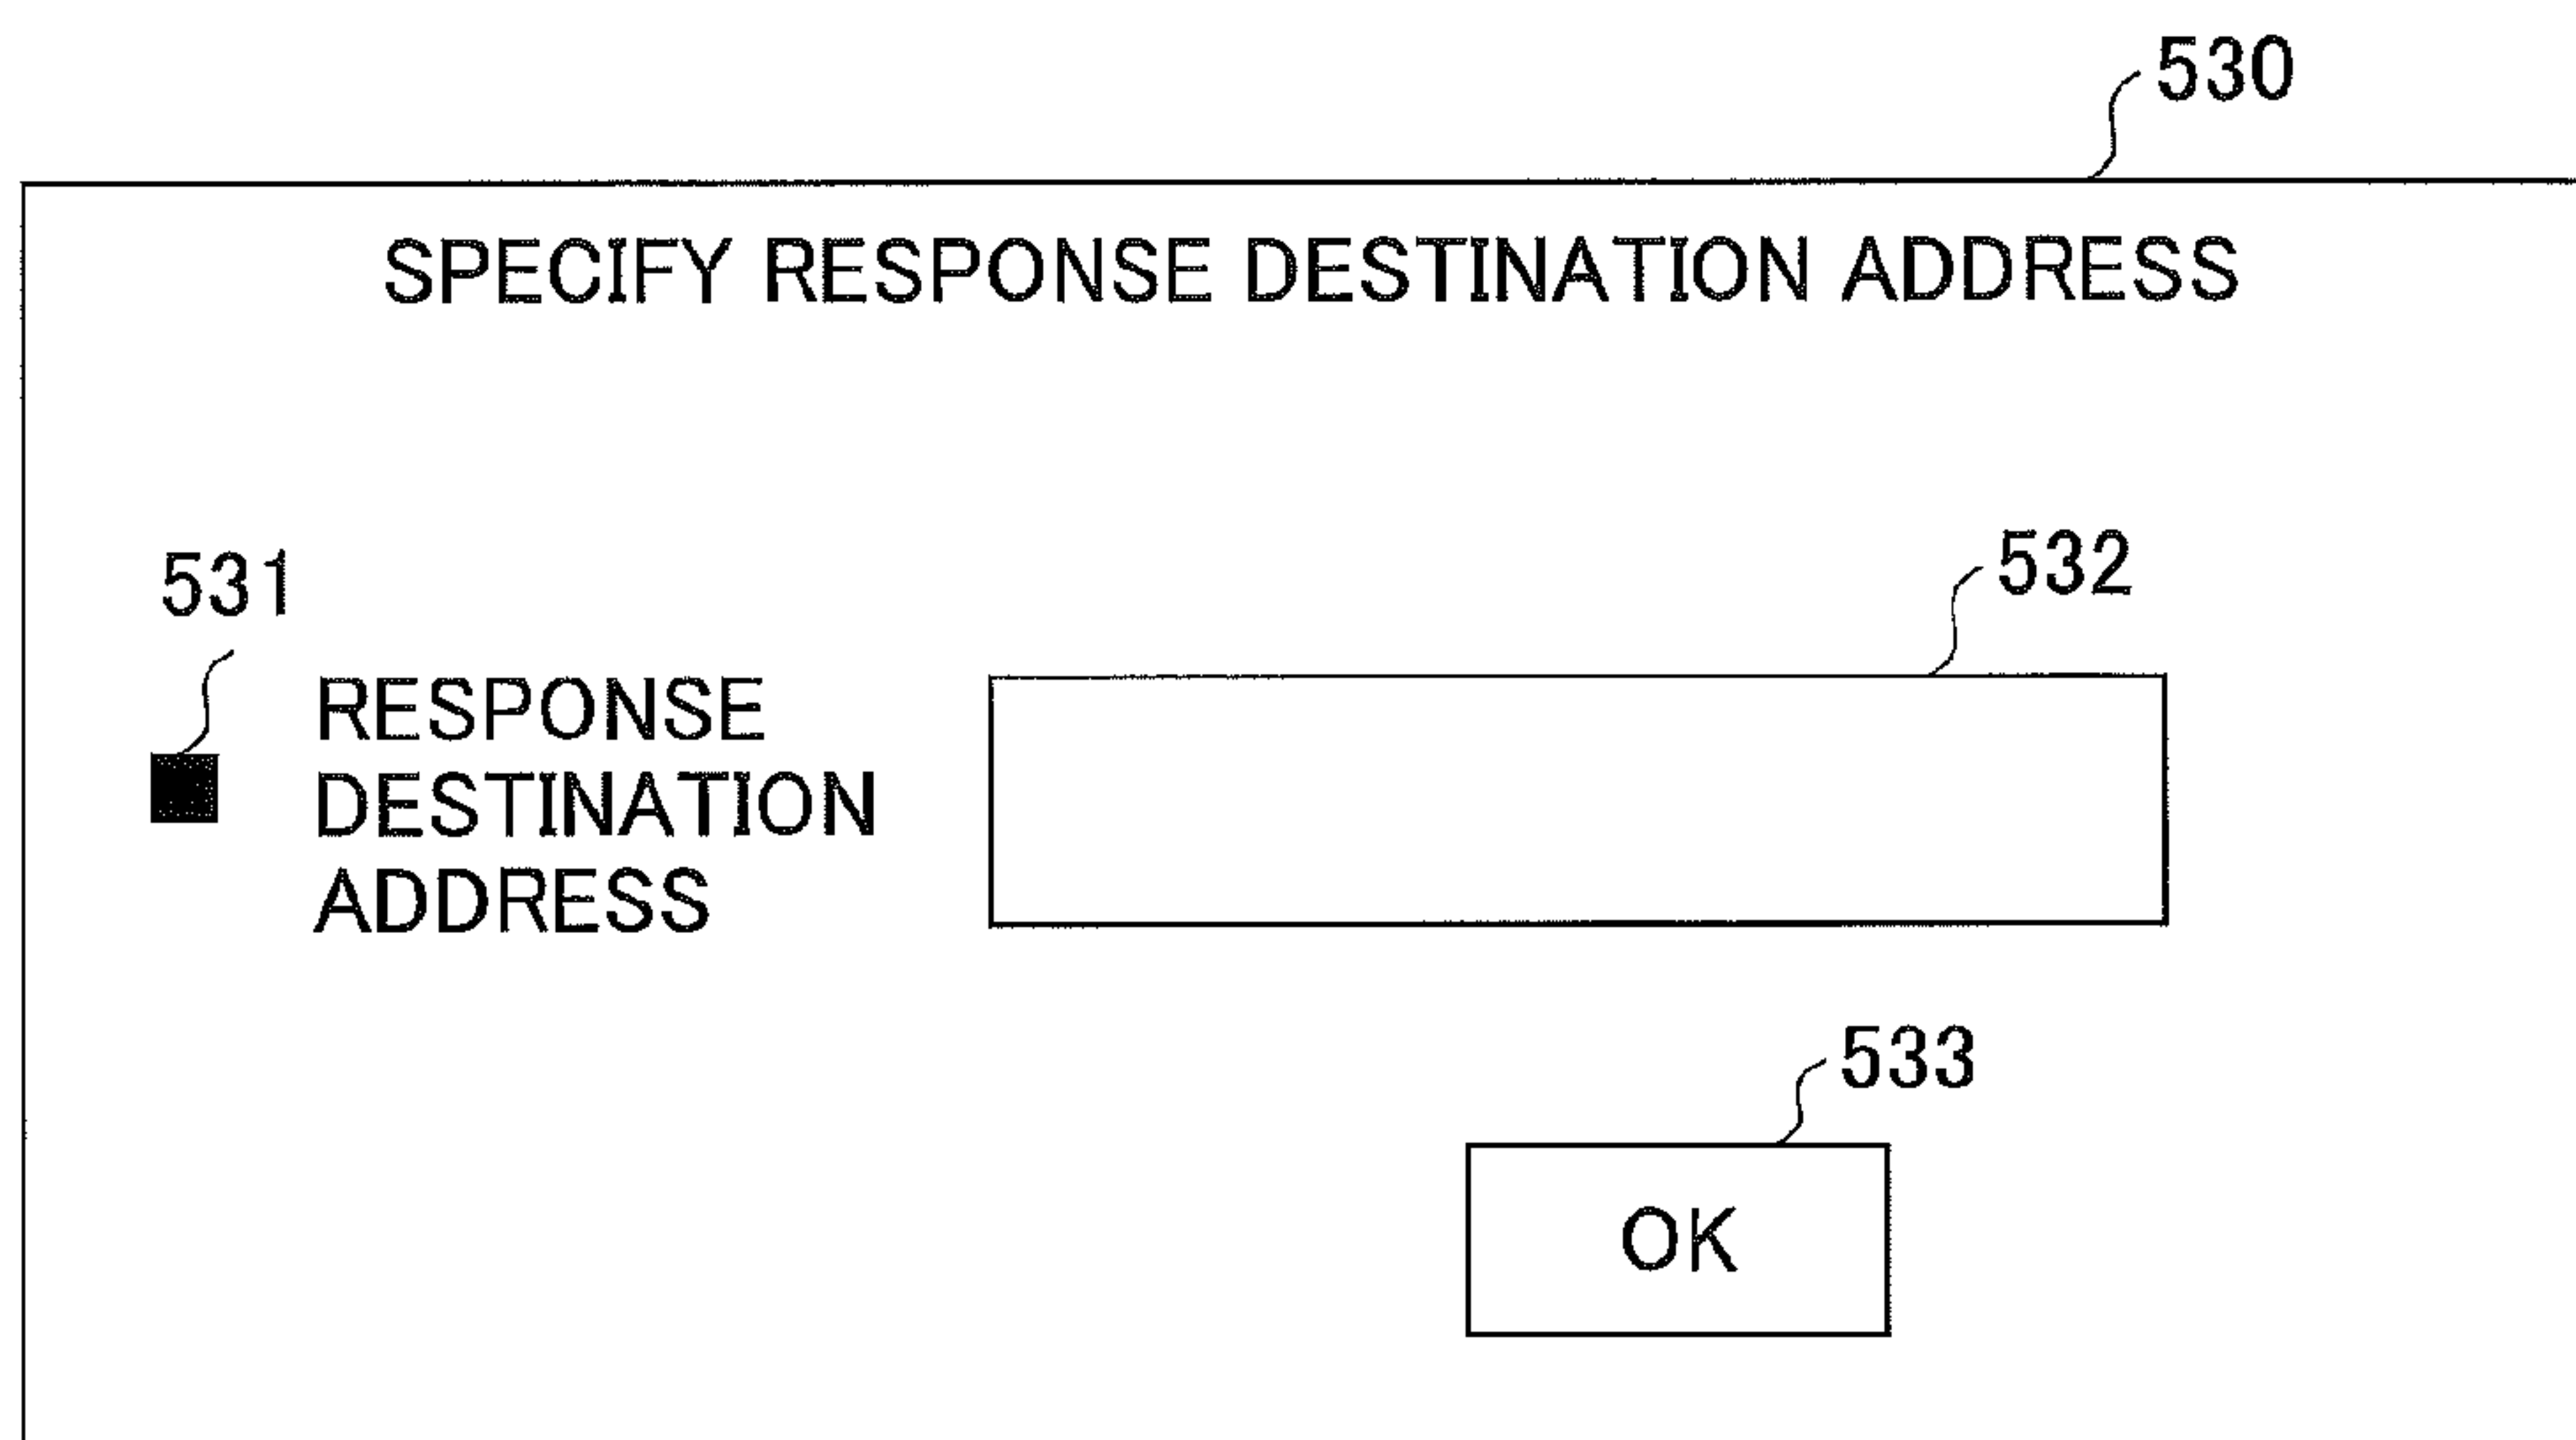 530
SPECIFY RESPONSE DESTINATION ADDRESS
531
532
RESPONSE
DESTINATION
ADDRESS
533
OK